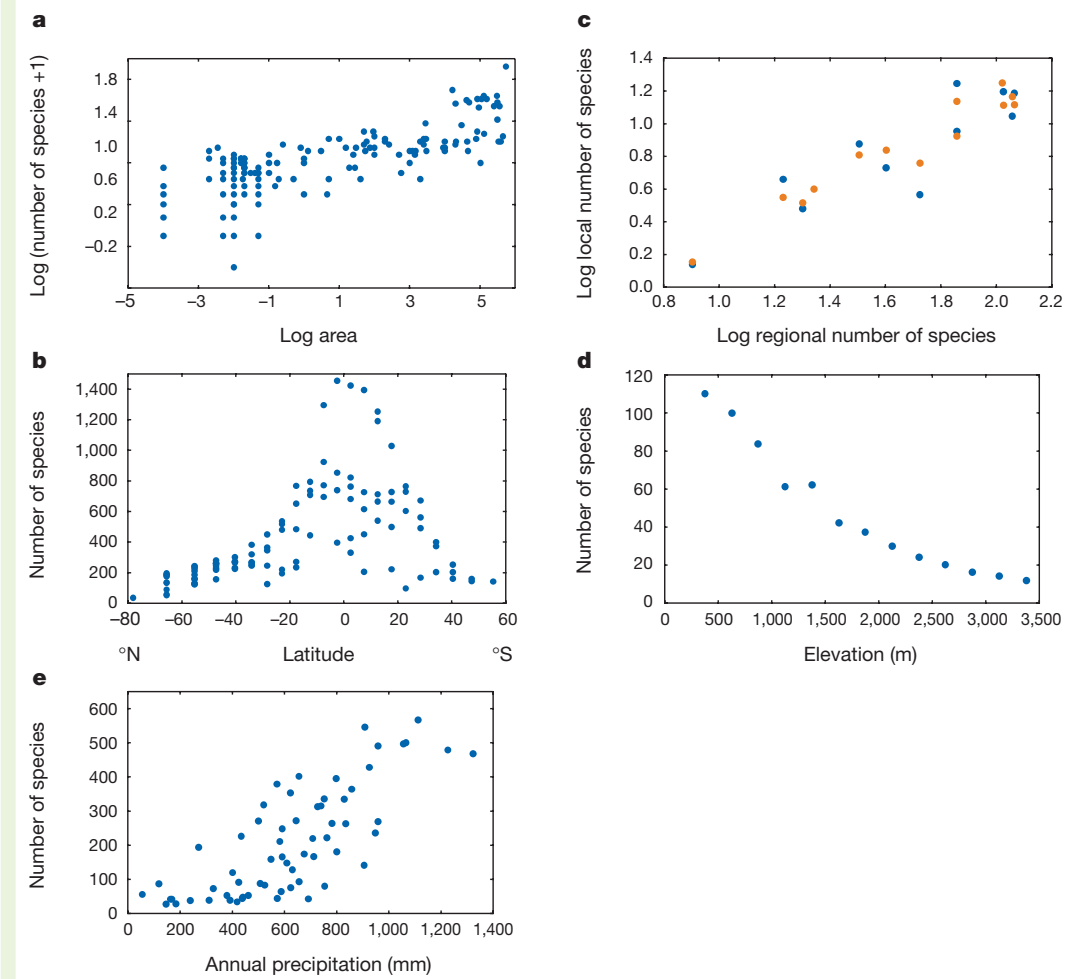 a
Log (number of species +1)
1.8
1.4
1.0
0.6
0.2
–0.2
–5 –3 –1 1 3 5
Log area
c
Log local number of species
1.4
1.2
1.0
0.8
0.6
0.4
0.2
0.0
0.8 1.0 1.2 1.4 1.6 1.8 2.0 2.2
Log regional number of species
b
Number of species
1,400
1,200
1,000
800
600
400
200
0
–80 –60 –40 –20 0 20 40 60
°N Latitude °S
d
Number of species
120
100
80
60
40
20
0
0 500 1,000 1,500 2,000 2,500 3,000 3,500
Elevation (m)
e
Number of species
600
500
400
300
200
100
0
0 200 400 600 800 1,000 1,200 1,400
Annual precipitation (mm)